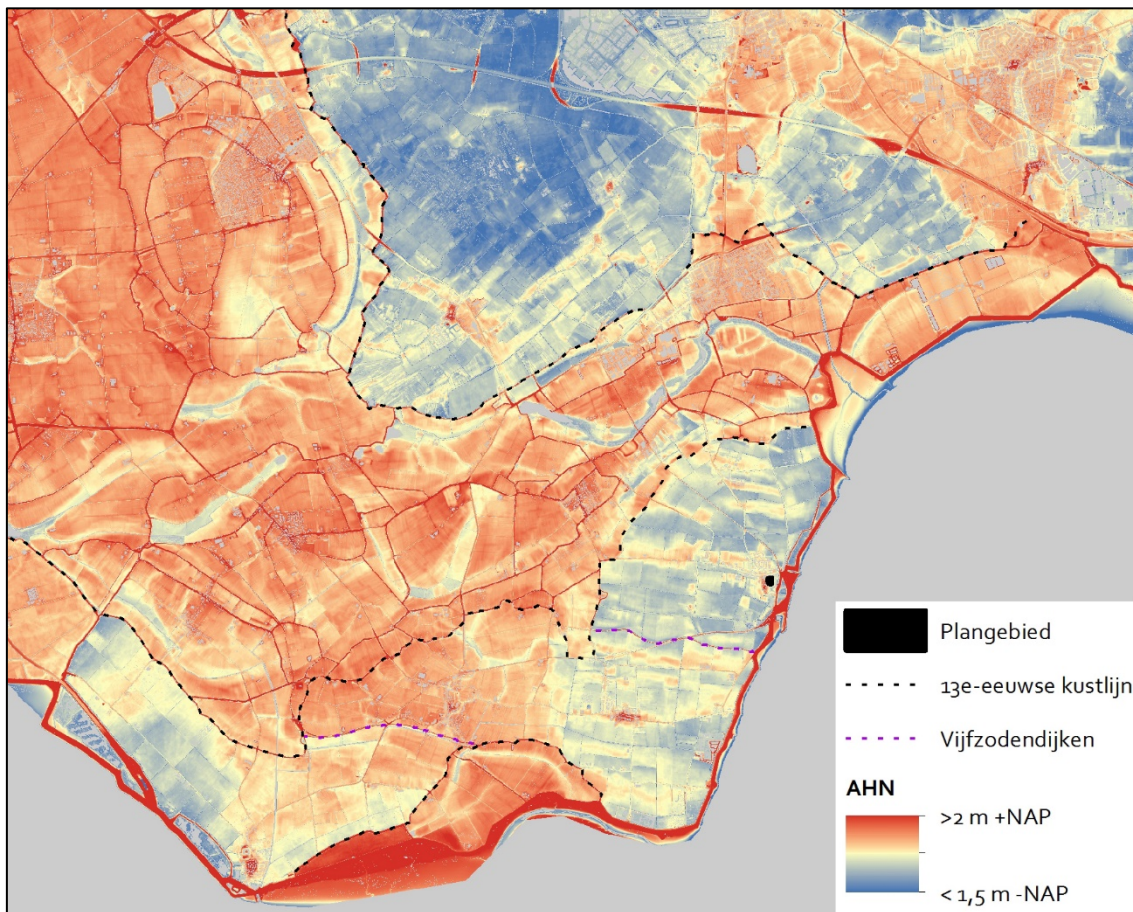 Plangebied
13e-eeuwse kustlijn
Vijfzodendijken
AHN
>2 m +NAP
< 1,5 m -NAP